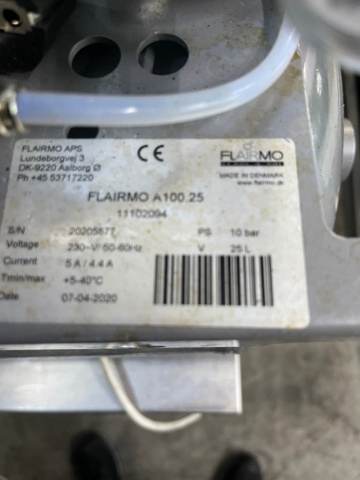 FLAIRMO APS
Lundeborgvej 3
DK-9220 Aalborg Ø
Ph +45 53717220
CE
FLAIRMO
MADE IN DENMARK
www.flairmo.dk
FLAIRMO A100.25
11102094
S/N 20205677 PS 10 bar
Voltage 230~V/ 50-60Hz V 25 L
Current 5 A / 4.4 A
Tmin/max +5-40°C
Date 07-04-2020